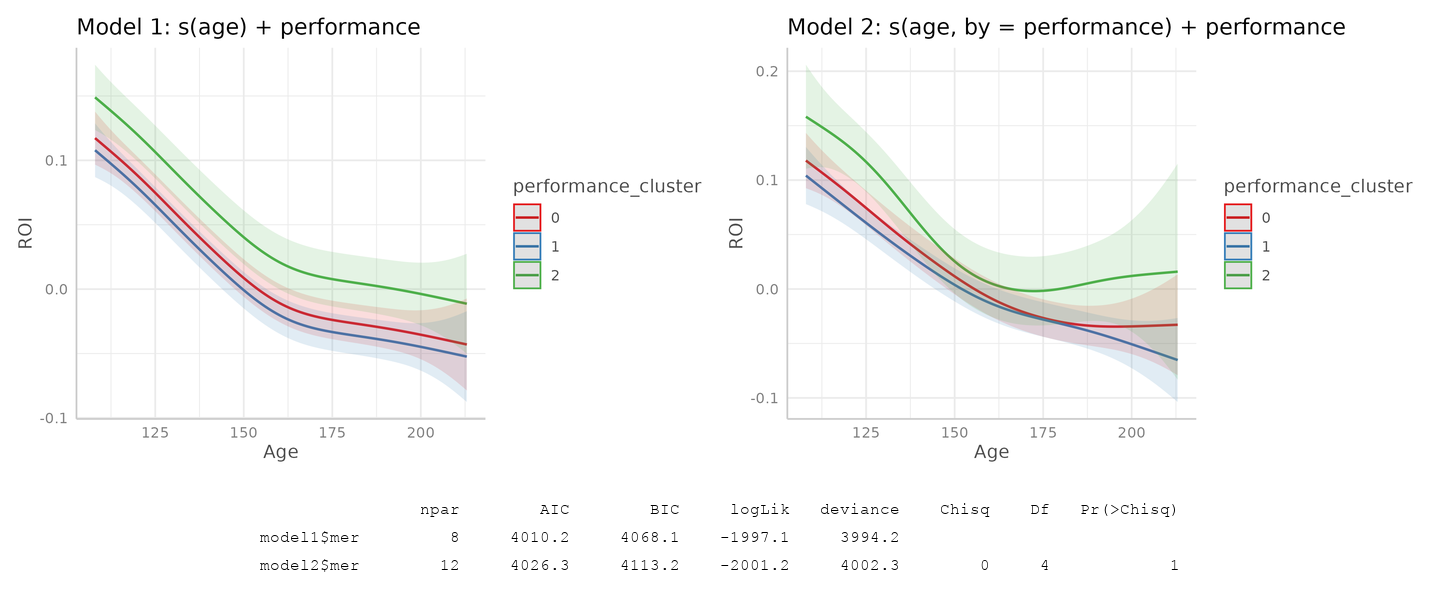 Model 1: s(age) + performance
ROI
0.1
0.0
-0.1
125 150 175 200
Age
performance_cluster
0
1
2
Model 2: s(age, by = performance) + performance
ROI
0.2
0.1
0.0
-0.1
125 150 175 200
Age
performance_cluster
0
1
2
npar AIC BIC logLik deviance Chisq Df Pr(>Chisq)
model1$mer 8 4010.2 4068.1 -1997.1 3994.2
model2$mer 12 4026.3 4113.2 -2001.2 4002.3 0 4 1